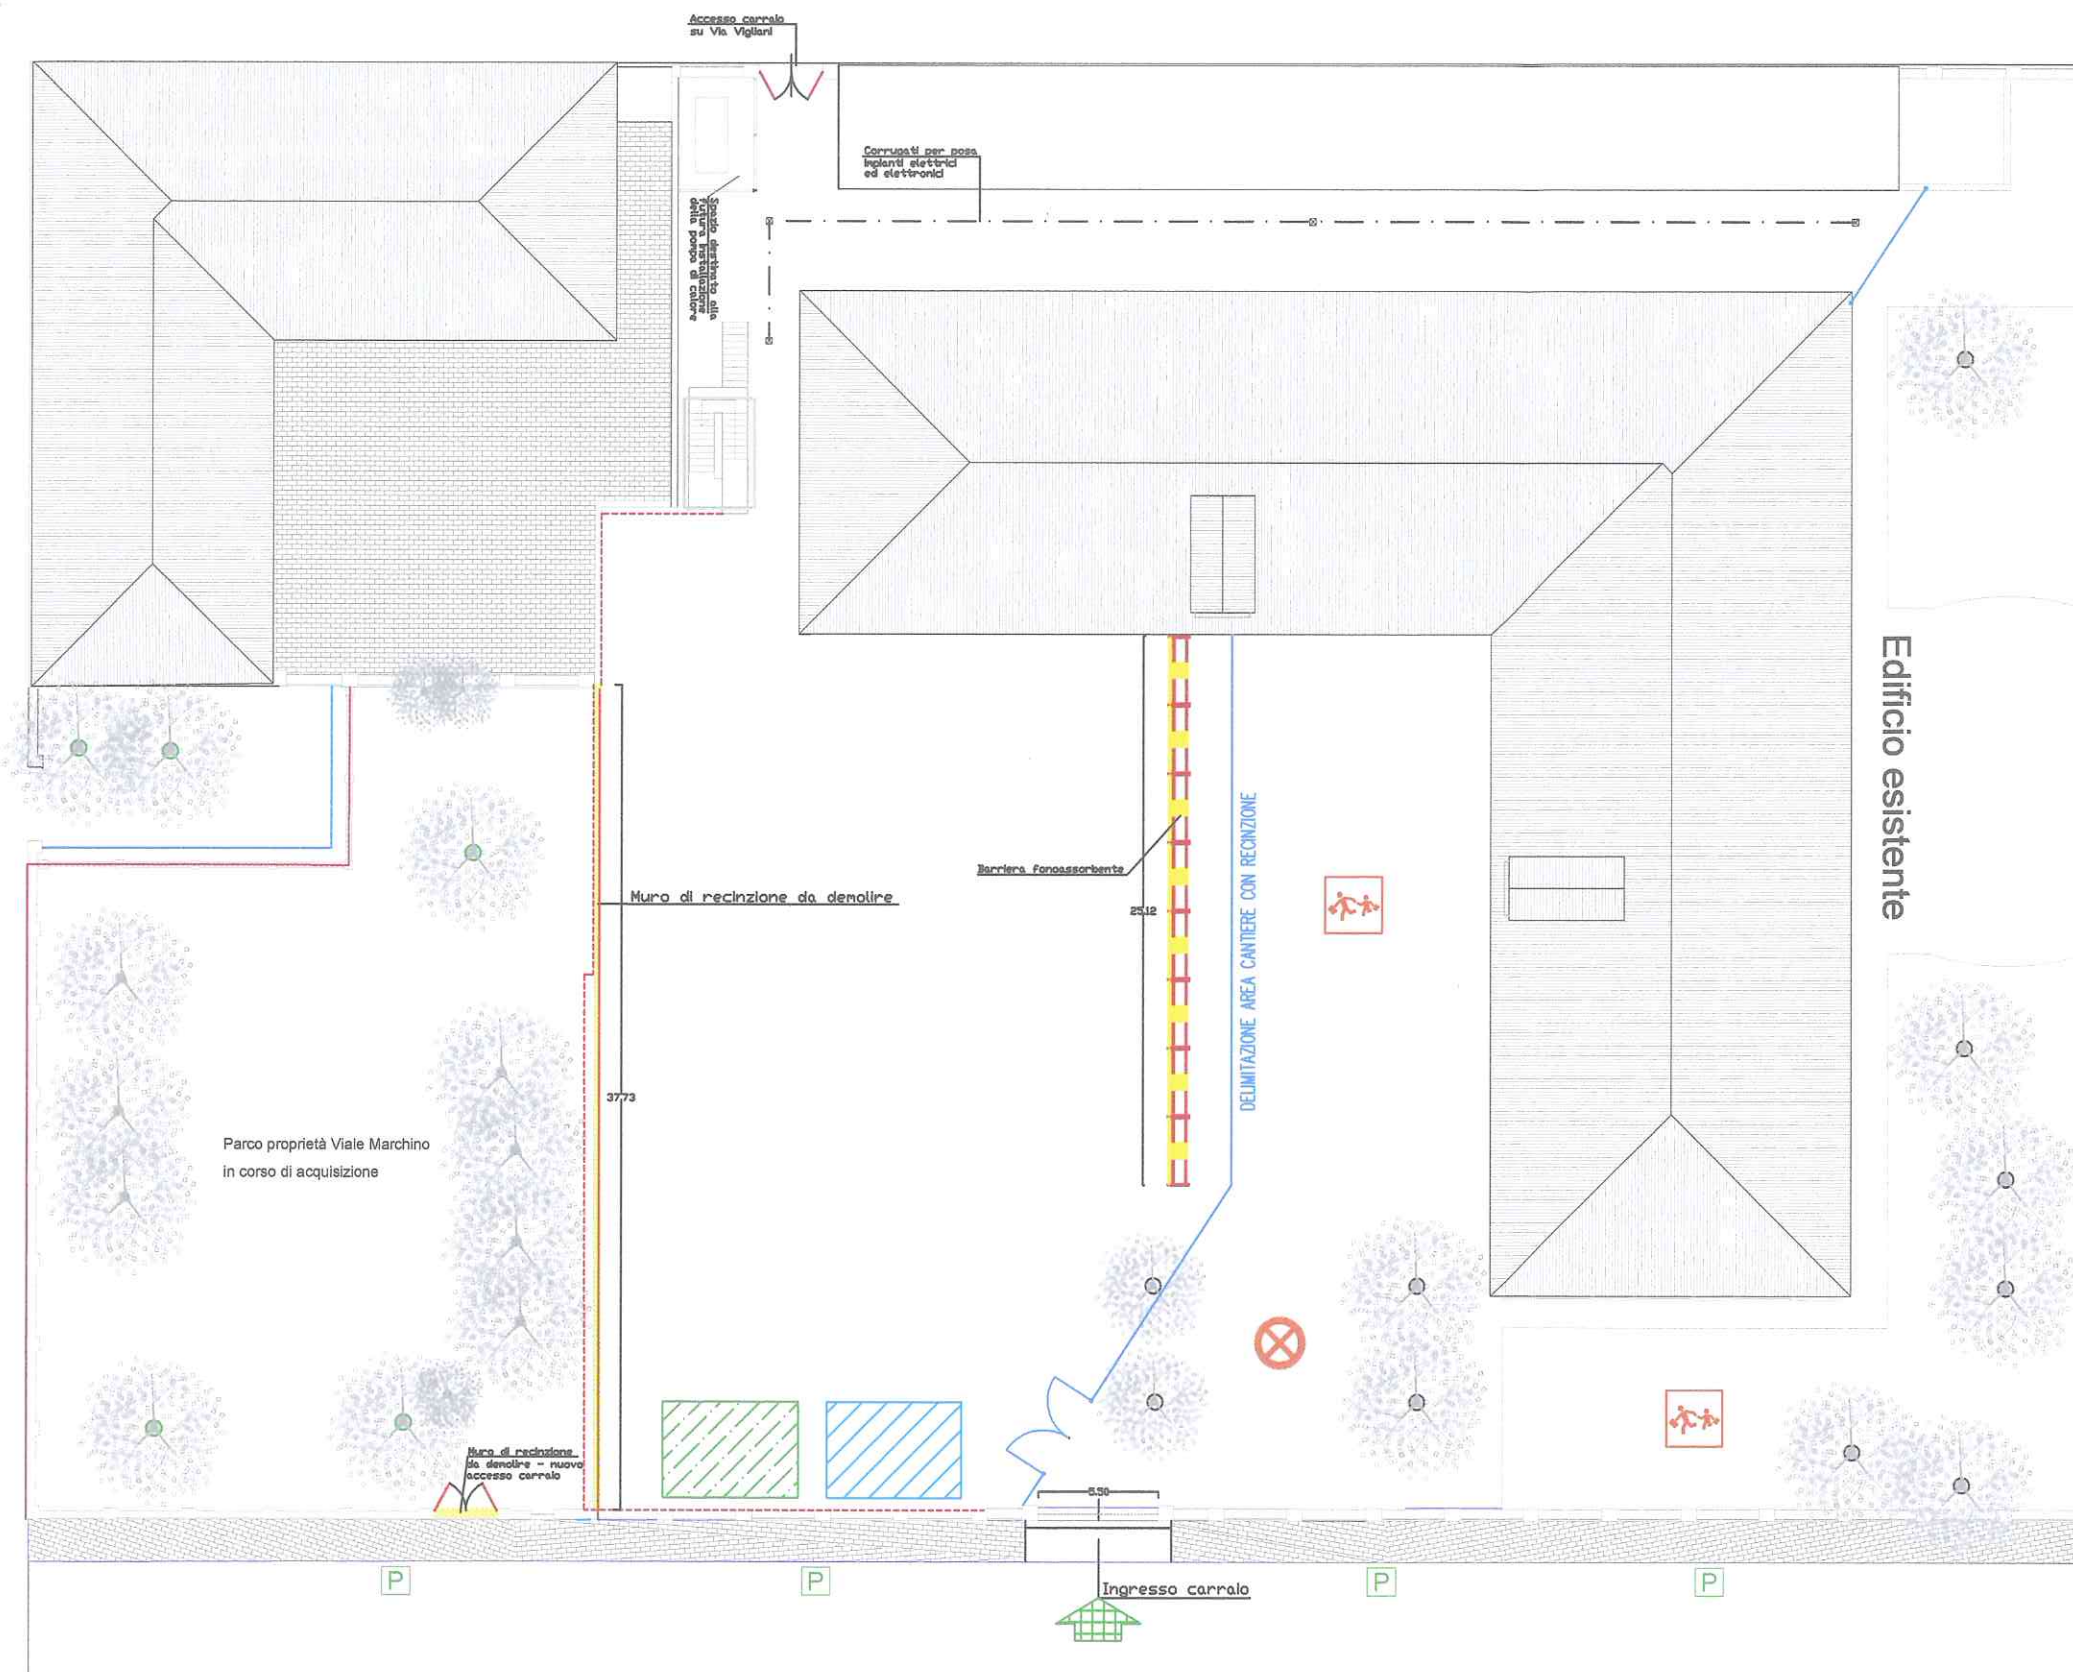 Accesso carraio
su Via Vigliani
Corrugati per posa
impianti elettrici
ed elettronici
Spazio destinato alla
futura installazione
della pompa di calore
Edificio esistente
DELIMITAZIONE AREA CANTIERE CON RECINZIONE
Barriera fonoassorbente
25.12
Muro di recinzione da demolire
37.73
Parco proprietà Viale Marchino
in corso di acquisizione
Muro di recinzione
da demolire - nuovo
accesso carraio
5.50
P
P
P
P
Ingresso carraio